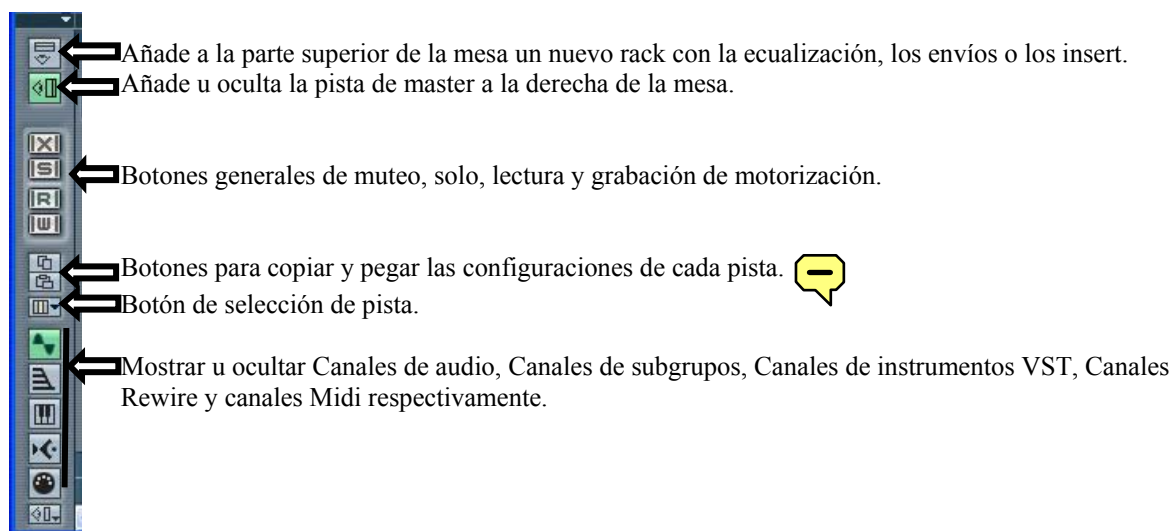 Añade a la parte superior de la mesa un nuevo rack con la ecualización, los envíos o los insert.
Añade u oculta la pista de master a la derecha de la mesa.
X
S
Botones generales de muteo, solo, lectura y grabación de motorización.
R
W
Botones para copiar y pegar las configuraciones de cada pista.
Botón de selección de pista.
Mostrar u ocultar Canales de audio, Canales de subgrupos, Canales de instrumentos VST, Canales
Rewire y canales Midi respectivamente.